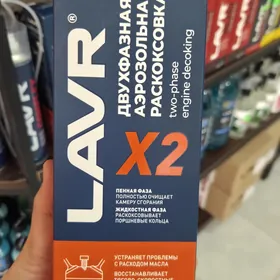 LAVR®
ДВУХФАЗНАЯ
АЭРОЗОЛЬНАЯ
РАСКОКСОВКА
two-phase
engine decoking
X2
ПЕННАЯ ФАЗА
ПОЛНОСТЬЮ ОЧИЩАЕТ
КАМЕРУ СГОРАНИЯ
ЖИДКОСТНАЯ ФАЗА
РАСКОКСОВЫВАЕТ
ПОРШНЕВЫЕ КОЛЬЦА
УСТРАНЯЕТ ПРОБЛЕМЫ
С РАСХОДОМ МАСЛА
ВОССТАНАВЛИВАЕТ